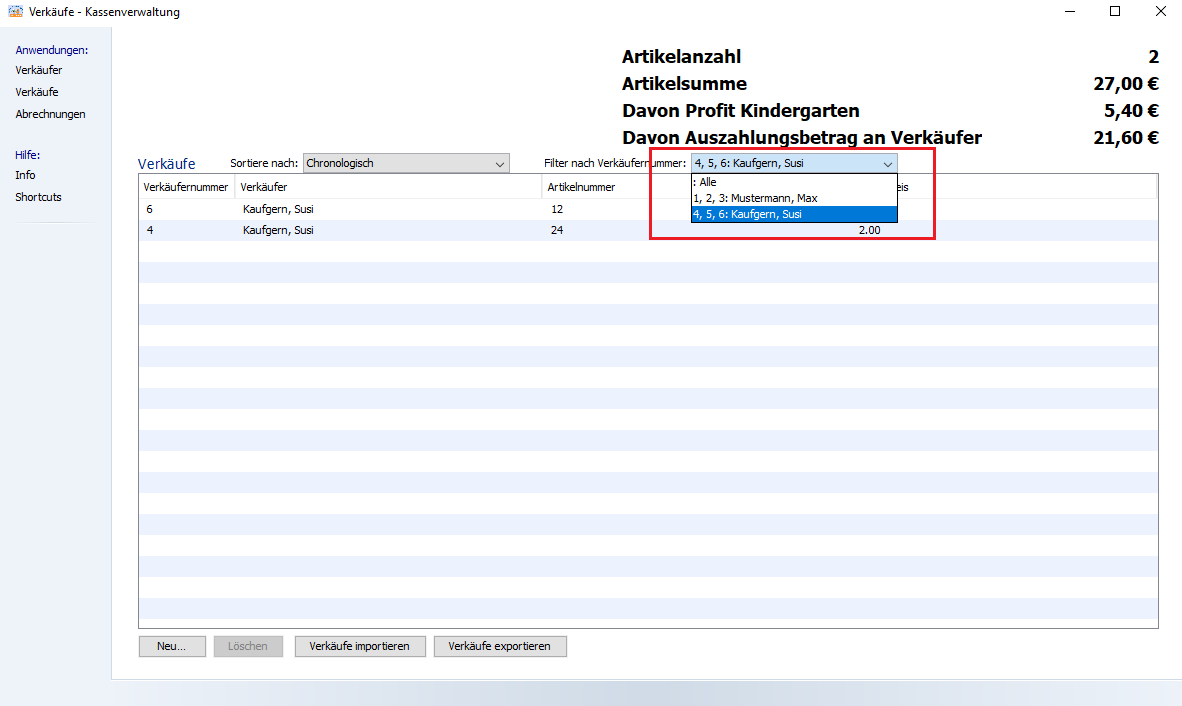 Verkäufe - Kassenverwaltung
Anwendungen:
Verkäufer
Verkäufe
Abrechnungen
Hilfe:
Info
Shortcuts
Artikelanzahl 2
Artikelsumme 27,00 €
Davon Profit Kindergarten 5,40 €
Davon Auszahlungsbetrag an Verkäufer 21,60 €
Verkäufe Sortiere nach: Chronologisch Filter nach Verkäufernummer: 4, 5, 6: Kaufgern, Susi
: Alle
1, 2, 3: Mustermann, Max
4, 5, 6: Kaufgern, Susi
Verkäufernummer Verkäufer Artikelnummer eis
6 Kaufgern, Susi 12
4 Kaufgern, Susi 24 2.00
Neu... Löschen Verkäufe importieren Verkäufe exportieren